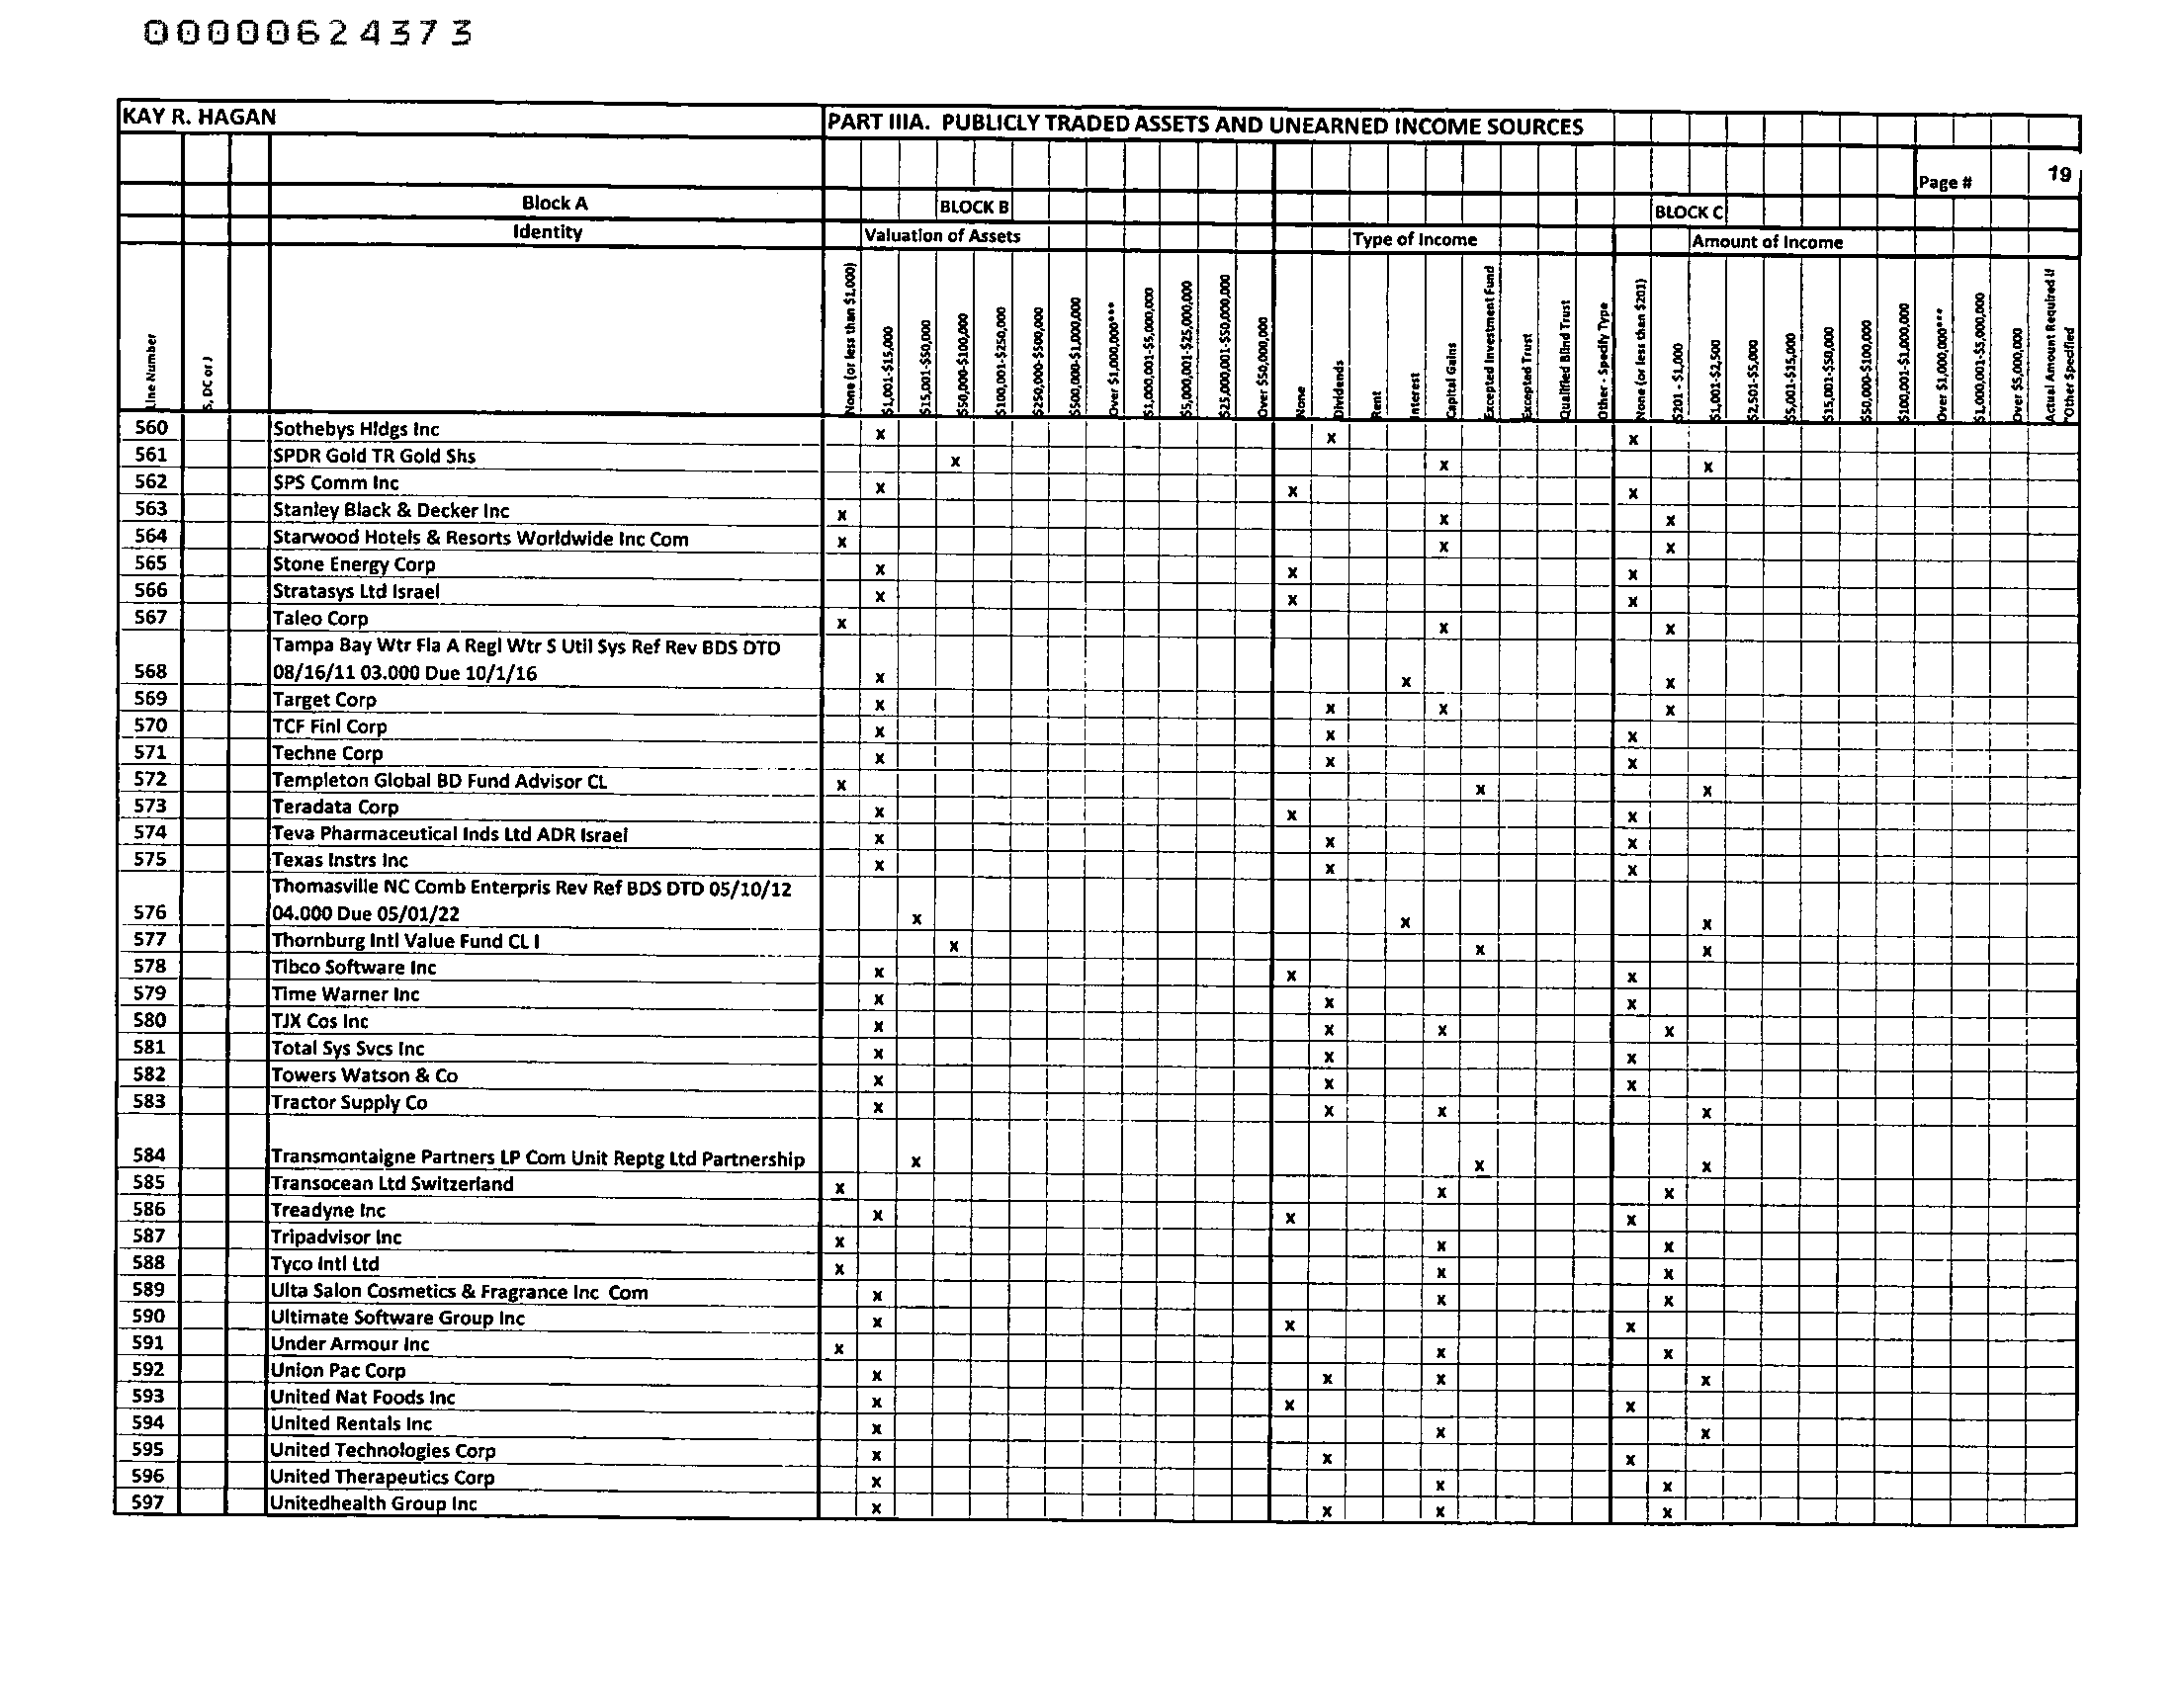 00000624373
KAY R. HAGAN PART IIIA. PUBLICLY TRADED ASSETS AND UNEARNED INCOME SOURCES
Page # 19
Block A BLOCK B BLOCK C
Identity Valuation of Assets Type of Income Amount of Income
Line Number
S, DC or J
None (or less than $1,000)
$1,001-$15,000
$15,001-$50,000
$50,000-$100,000
$100,001-$250,000
$250,000-$500,000
$500,000-$1,000,000
Over $1,000,000***
$1,000,001-$5,000,000
$5,000,001-$25,000,000
$25,000,001-$50,000,000
Over $50,000,000
None
Dividends
Rent
Interest
Capital Gains
Excepted Investment Fund
Excepted Trust
Qualified Blind Trust
Other - Specify Type
None (or less than $201)
$201 - $1,000
$1,001-$2,500
$2,501-$5,000
$5,001-$15,000
$15,001-$50,000
$50,000-$100,000
$100,001-$1,000,000
Over $1,000,000***
$1,000,001-$5,000,000
Over $5,000,000
Actual Amount Required if
"Other Specified
560 Sothebys Hldgs Inc x x x
561 SPDR Gold TR Gold Shs x x x
562 SPS Comm Inc x x x
563 Stanley Black & Decker Inc x x x
564 Starwood Hotels & Resorts Worldwide Inc Com x x x
565 Stone Energy Corp x x x
566 Stratasys Ltd Israel x x x
567 Taleo Corp x x x
Tampa Bay Wtr Fla A Regl Wtr S Util Sys Ref Rev BDS DTD
568 08/16/11 03.000 Due 10/1/16 x x x
569 Target Corp x x x x
570 TCF Finl Corp x x x
571 Techne Corp x x x
572 Templeton Global BD Fund Advisor CL x x x
573 Teradata Corp x x x
574 Teva Pharmaceutical Inds Ltd ADR Israel x x x
575 Texas Instrs Inc x x x
Thomasville NC Comb Enterpris Rev Ref BDS DTD 05/10/12
576 04.000 Due 05/01/22 x x x
577 Thornburg Intl Value Fund CL I x x x
578 Tibco Software Inc x x x
579 Time Warner Inc x x x
580 TJX Cos Inc x x x x
581 Total Sys Svcs Inc x x x
582 Towers Watson & Co x x x
583 Tractor Supply Co x x x x
584 Transmontaigne Partners LP Com Unit Reptg Ltd Partnership x x x
585 Transocean Ltd Switzerland x x x
586 Treadyne Inc x x x
587 Tripadvisor Inc x x x
588 Tyco Intl Ltd x x x
589 Ulta Salon Cosmetics & Fragrance Inc Com x x x
590 Ultimate Software Group Inc x x x
591 Under Armour Inc x x x
592 Union Pac Corp x x x x
593 United Nat Foods Inc x x x
594 United Rentals Inc x x x
595 United Technologies Corp x x x
596 United Therapeutics Corp x x x
597 Unitedhealth Group Inc x x x x